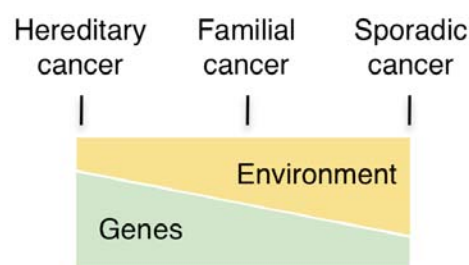 Hereditary
cancer
Familial
cancer
Sporadic
cancer
Environment
Genes